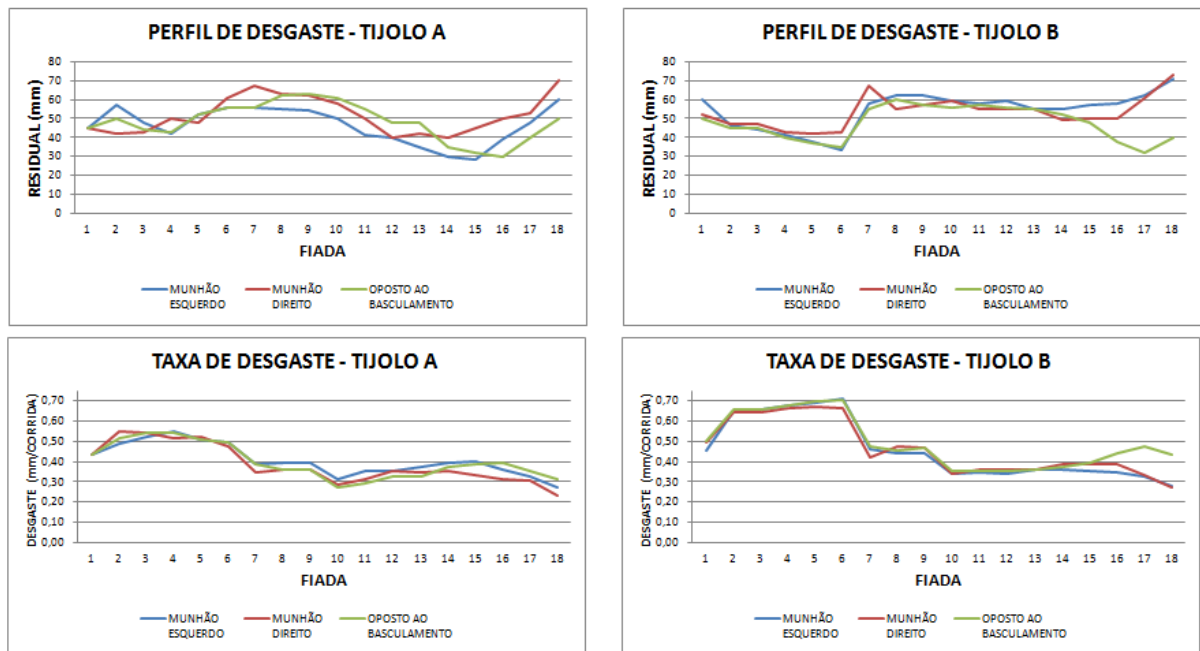 PERFIL DE DESGASTE - TIJOLO A
RESIDUAL (mm)
80
70
60
50
40
30
20
10
0
1 2 3 4 5 6 7 8 9 10 11 12 13 14 15 16 17 18
FIADA
MUNHÃO ESQUERDO
MUNHÃO DIREITO
OPOSTO AO BASCULAMENTO
PERFIL DE DESGASTE - TIJOLO B
RESIDUAL (mm)
80
70
60
50
40
30
20
10
0
1 2 3 4 5 6 7 8 9 10 11 12 13 14 15 16 17 18
FIADA
MUNHÃO ESQUERDO
MUNHÃO DIREITO
OPOSTO AO BASCULAMENTO
TAXA DE DESGASTE - TIJOLO A
DESGASTE (mm/CORRIDA)
0,70
0,60
0,50
0,40
0,30
0,20
0,10
0,00
1 2 3 4 5 6 7 8 9 10 11 12 13 14 15 16 17 18
FIADA
MUNHÃO ESQUERDO
MUNHÃO DIREITO
OPOSTO AO BASCULAMENTO
TAXA DE DESGASTE - TIJOLO B
DESGASTE (mm/CORRIDA)
0,70
0,60
0,50
0,40
0,30
0,20
0,10
0,00
1 2 3 4 5 6 7 8 9 10 11 12 13 14 15 16 17 18
FIADA
MUNHÃO ESQUERDO
MUNHÃO DIREITO
OPOSTO AO BASCULAMENTO